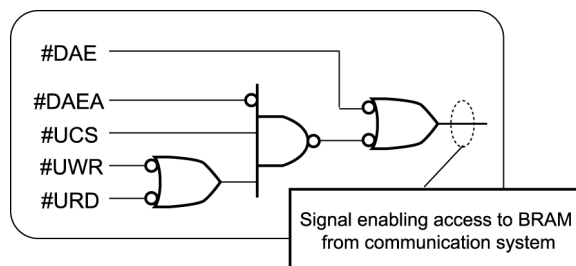 #DAE
#DAEA
#UCS
#UWR
#URD
Signal enabling access to BRAM
from communication system